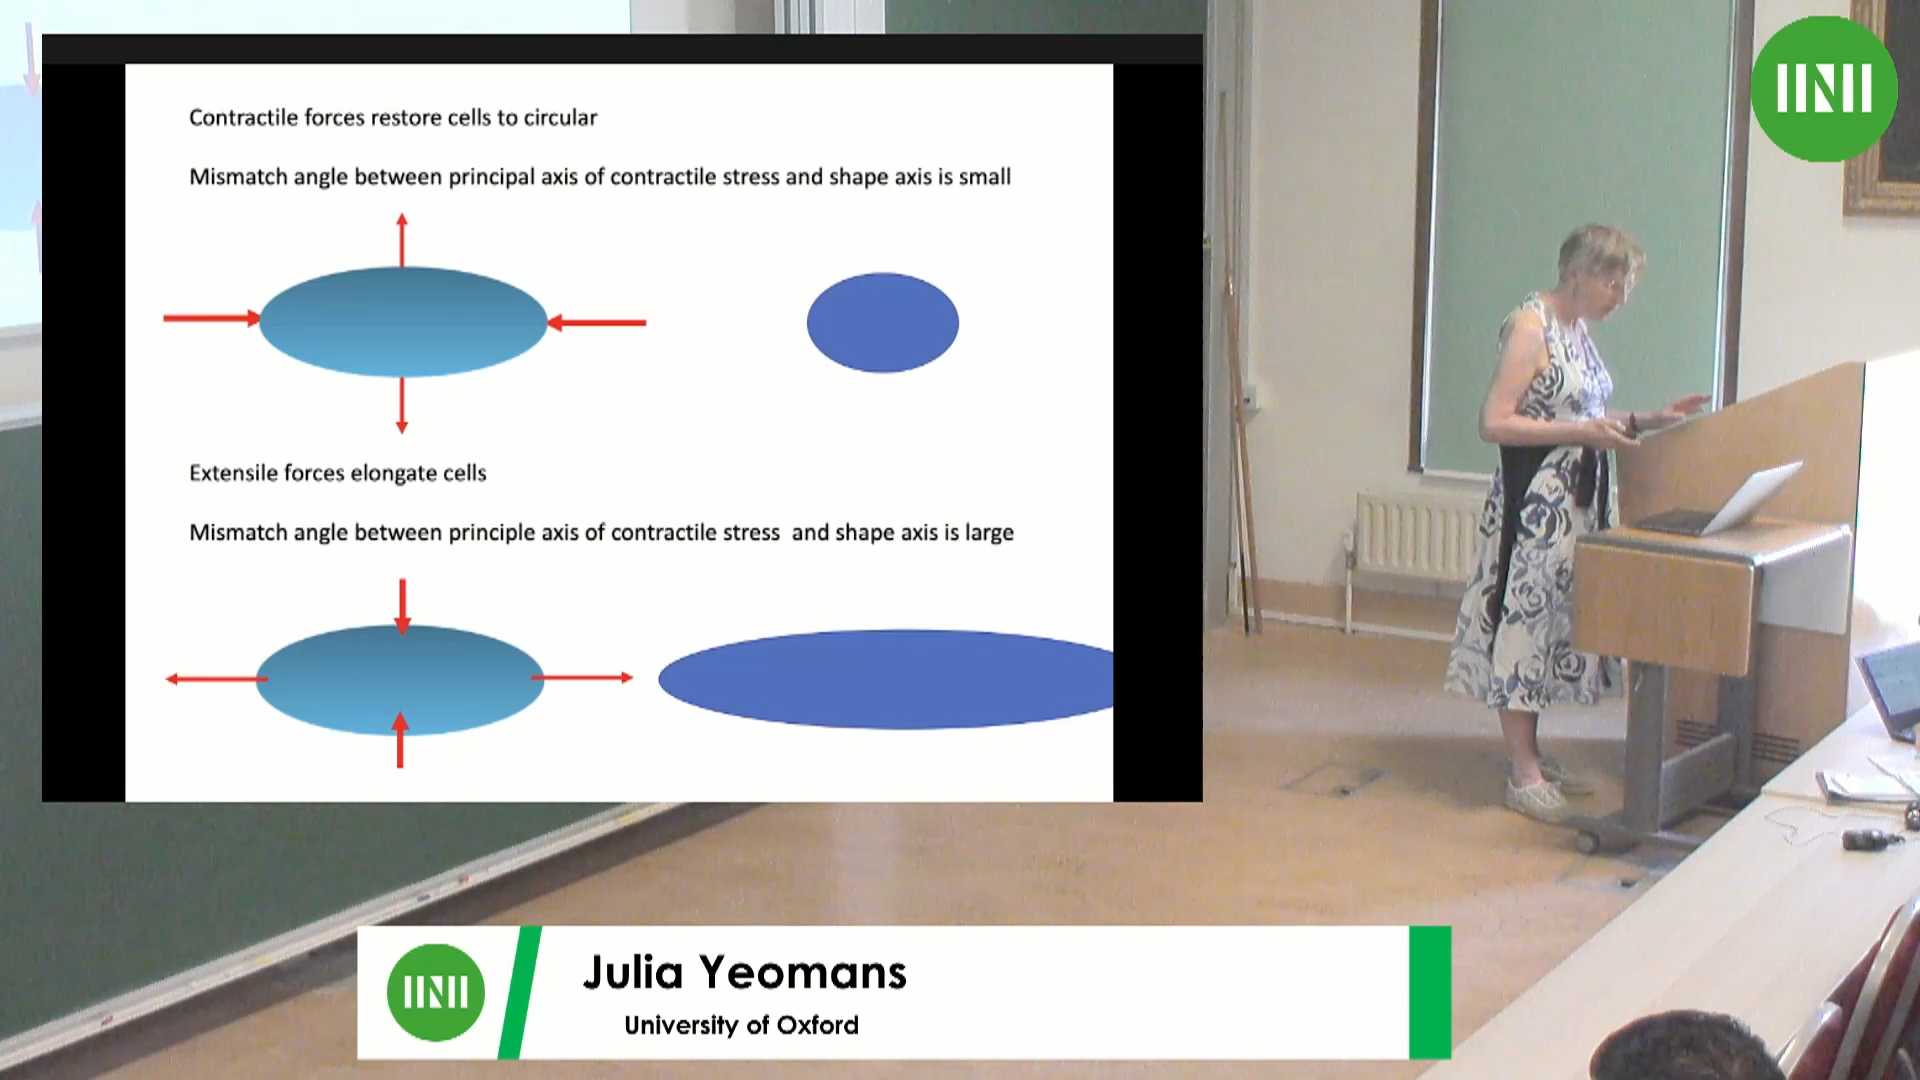 Contractile forces restore cells to circular
Mismatch angle between principal axis of contractile stress and shape axis is small
Extensile forces elongate cells
Mismatch angle between principle axis of contractile stress  and shape axis is large
Julia Yeomans
University of Oxford